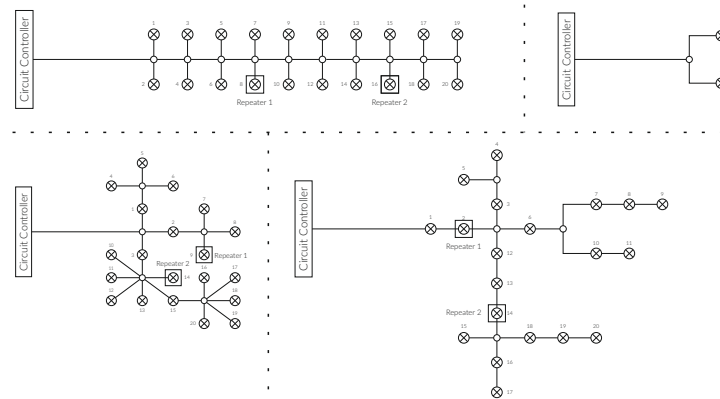 Circuit Controller
1 3 5 7 9 11 13 15 17 19
2 4 6 8 10 12 14 16 18 20
Repeater 1 Repeater 2
Circuit Controller
Circuit Controller
5
4 6
1
7
2 8
10 3 9 Repeater 1
Repeater 2
11 14 16 17
12 18
13 15 19
20
Circuit Controller
4
5
3
7 8 9
1 2 6
Repeater 1
10 11
12
13
Repeater 2 14
15 18 19 20
16
17